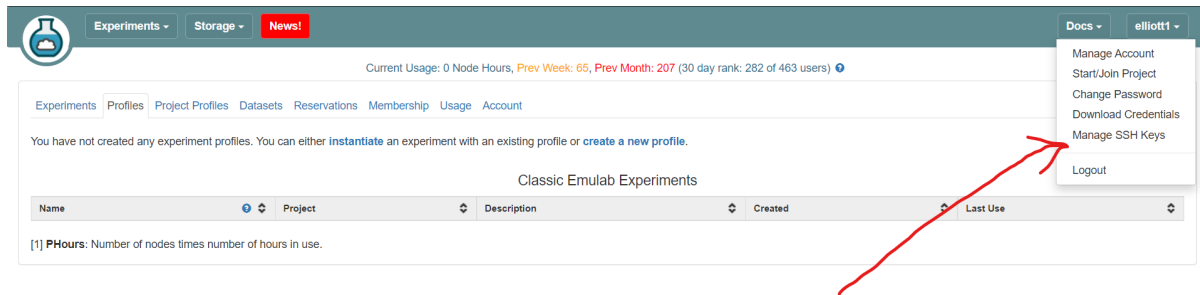 Experiments Storage News! Docs elliott1
Manage Account
Start/Join Project
Change Password
Download Credentials
Manage SSH Keys
Logout
Current Usage: 0 Node Hours, Prev Week: 65, Prev Month: 207 (30 day rank: 282 of 463 users)
Experiments Profiles Project Profiles Datasets Reservations Membership Usage Account
You have not created any experiment profiles. You can either instantiate an experiment with an existing profile or create a new profile.
Classic Emulab Experiments
Name Project Description Created Last Use
[1] PHours: Number of nodes times number of hours in use.